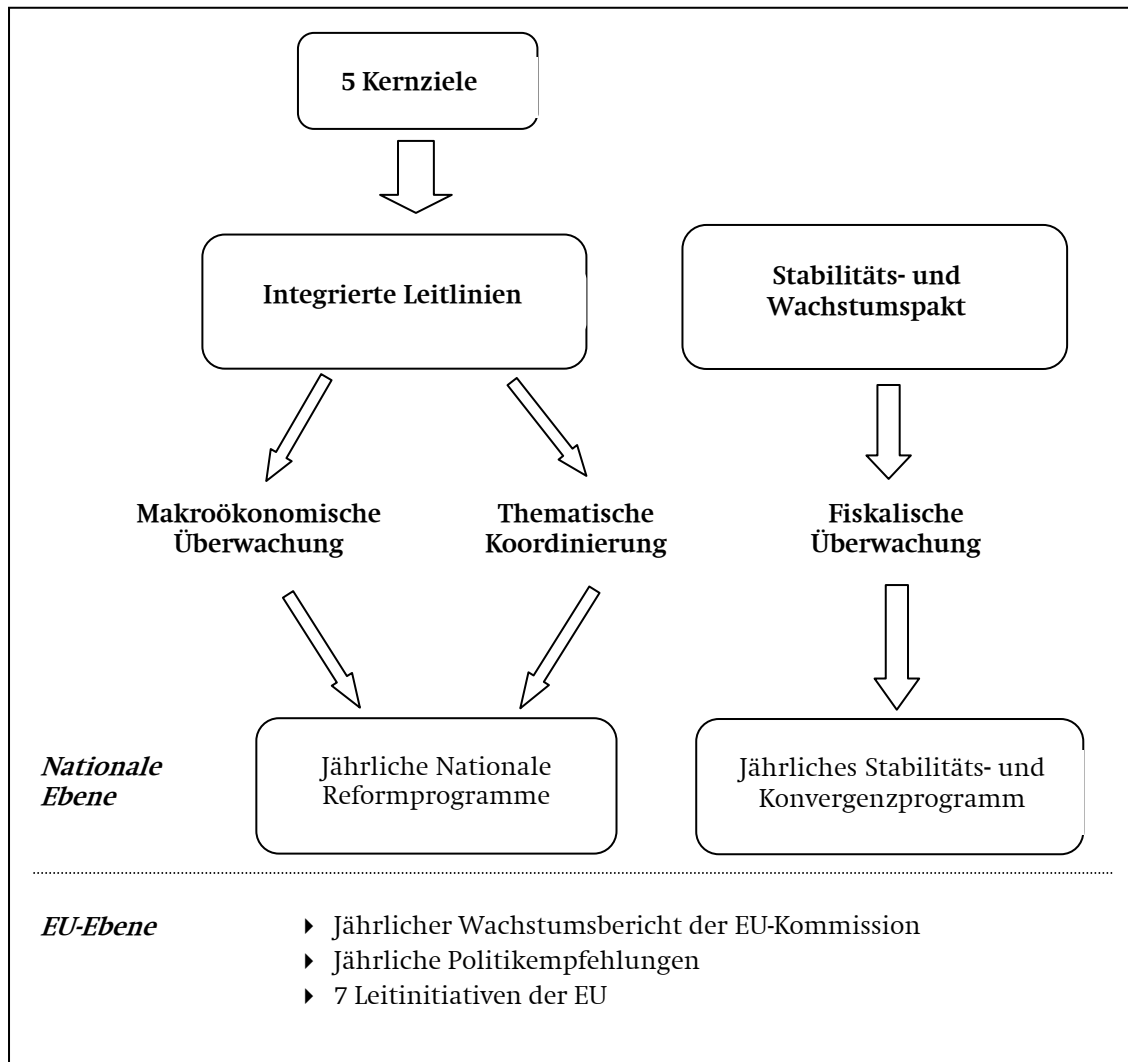 5 Kernziele
Integrierte Leitlinien
Stabilitäts- und
Wachstumspakt
Makroökonomische
Überwachung
Thematische
Koordinierung
Fiskalische
Überwachung
Nationale
Ebene
Jährliche Nationale
Reformprogramme
Jährliches Stabilitäts- und
Konvergenzprogramm
EU-Ebene
Jährlicher Wachstumsbericht der EU-Kommission
Jährliche Politikempfehlungen
7 Leitinitiativen der EU